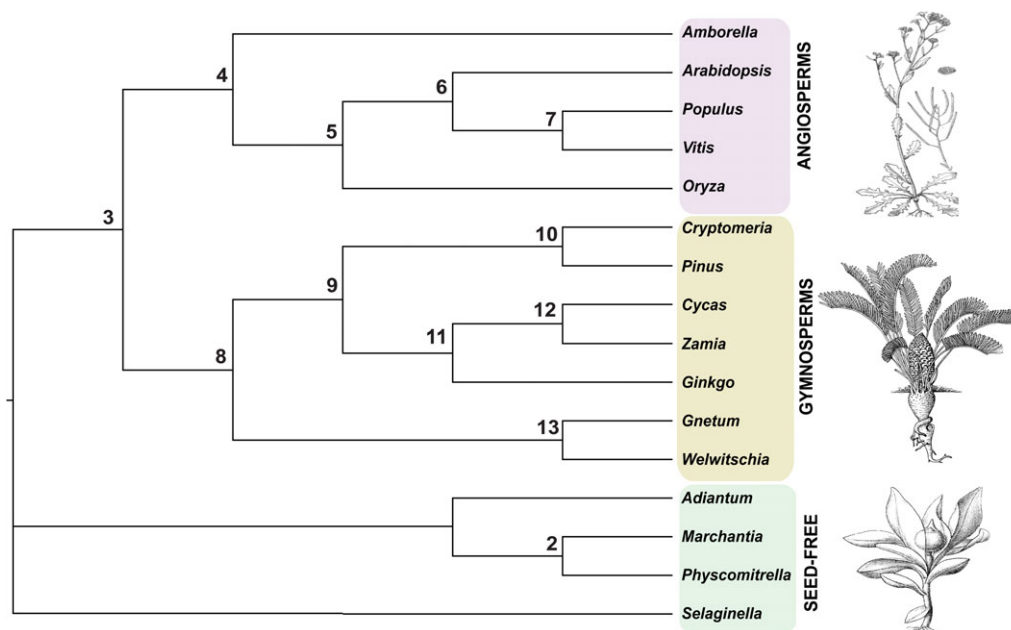 Amborella
4
Arabidopsis
6
Populus
7
5
Vitis
Oryza
ANGIOSPERMS
3
Cryptomeria
10
Pinus
9
Cycas
12
11
Zamia
8
Ginkgo
Gnetum
13
Welwitschia
GYMNOSPERMS
Adiantum
Marchantia
2
Physcomitrella
Selaginella
SEED-FREE